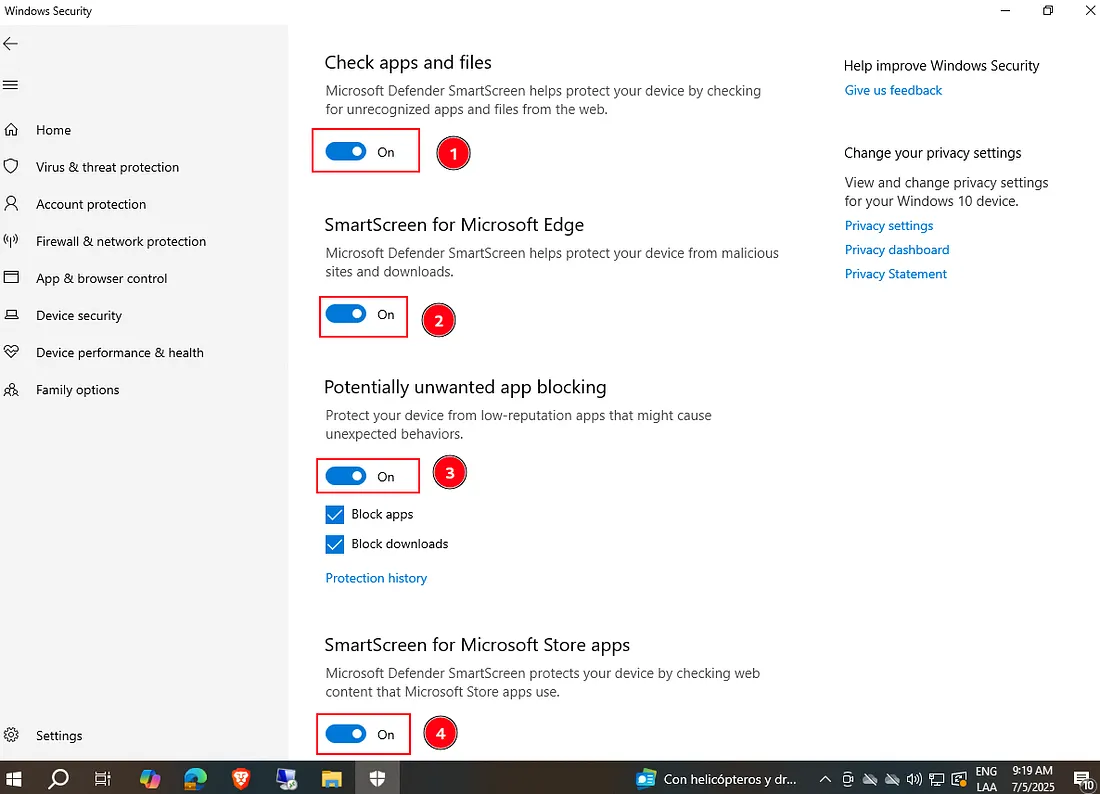 Windows Security
Home
Virus & threat protection
Account protection
Firewall & network protection
App & browser control
Device security
Device performance & health
Family options
Settings
Check apps and files
Microsoft Defender SmartScreen helps protect your device by checking
for unrecognized apps and files from the web.
On
1
SmartScreen for Microsoft Edge
Microsoft Defender SmartScreen helps protect your device from malicious
sites and downloads.
On
2
Potentially unwanted app blocking
Protect your device from low-reputation apps that might cause
unexpected behaviors.
On
3
Block apps
Block downloads
Protection history
SmartScreen for Microsoft Store apps
Microsoft Defender SmartScreen protects your device by checking web
content that Microsoft Store apps use.
On
4
Help improve Windows Security
Give us feedback
Change your privacy settings
View and change privacy settings
for your Windows 10 device.
Privacy settings
Privacy dashboard
Privacy Statement
Con helicópteros y dr...
ENG
LAA
9:19 AM
7/5/2025
10